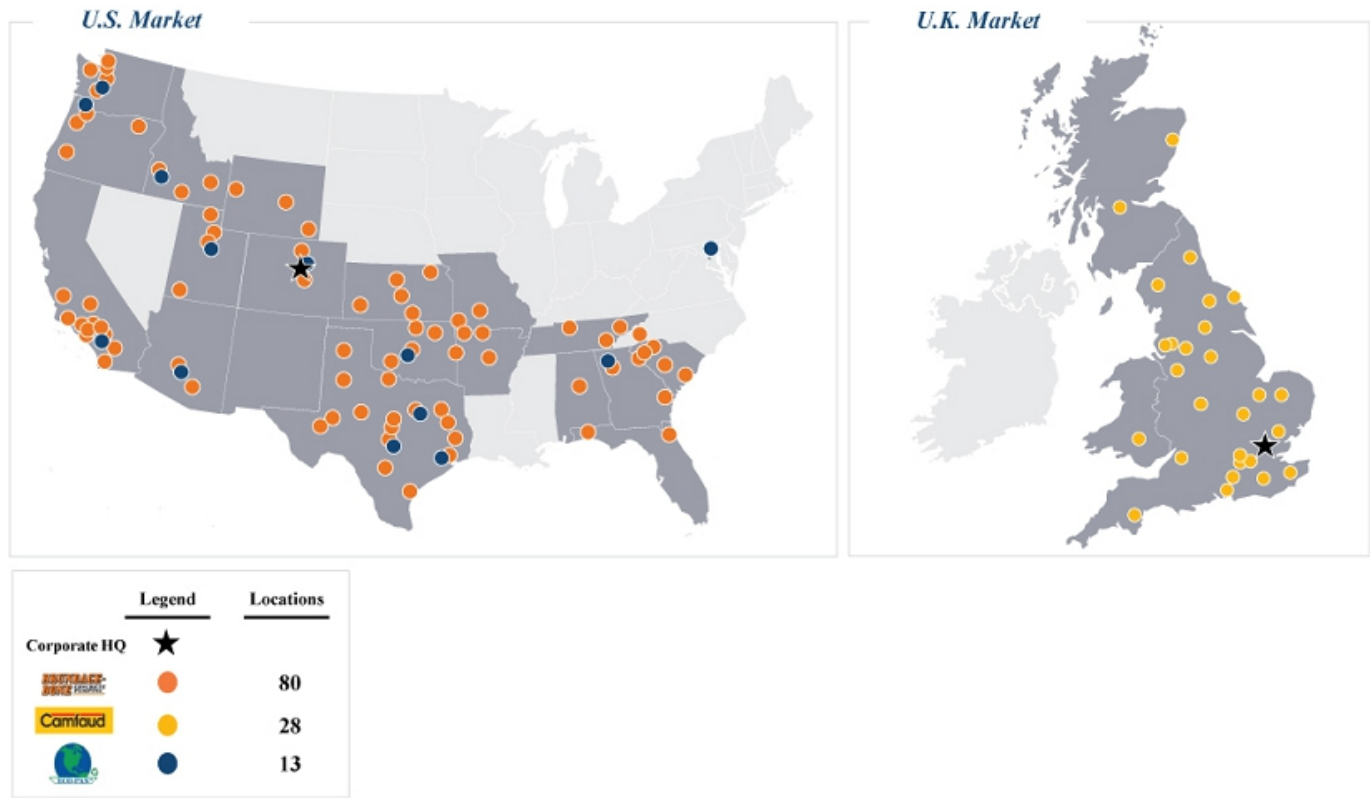 U.S. Market
U.K. Market
Legend Locations
Corporate HQ
80
Camfaud 28
13